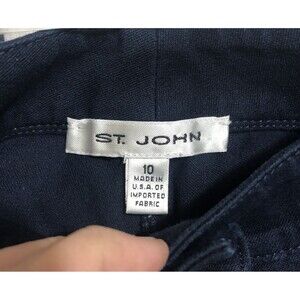 ST. JOHN
10
MADE IN
U.S.A. OF
IMPORTED
FABRIC